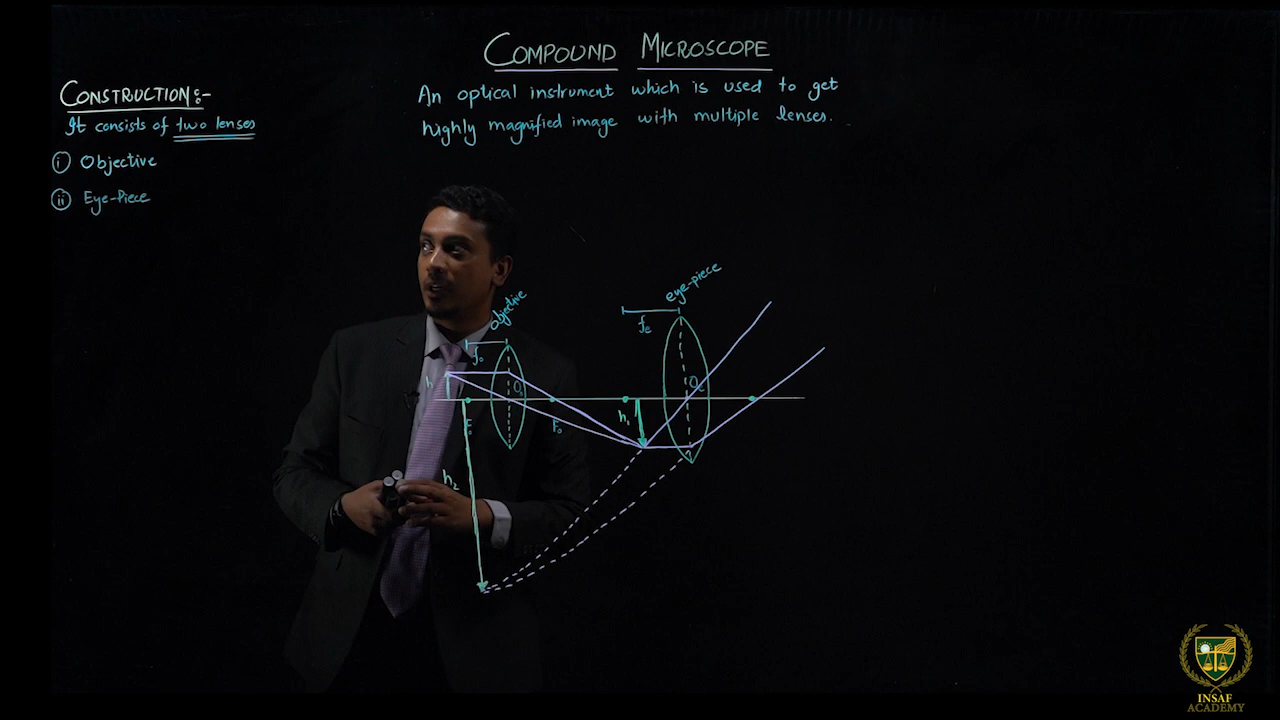 COMPOUND MICROSCOPE
An optical instrument which is used to get
highly magnified image with multiple lenses.
CONSTRUCTION:-
It consists of two lenses
(i) Objective
(ii) Eye-Piece
eye-piece
objective
fe
fo
h
Fo
h1
h2
INSAF
ACADEMY